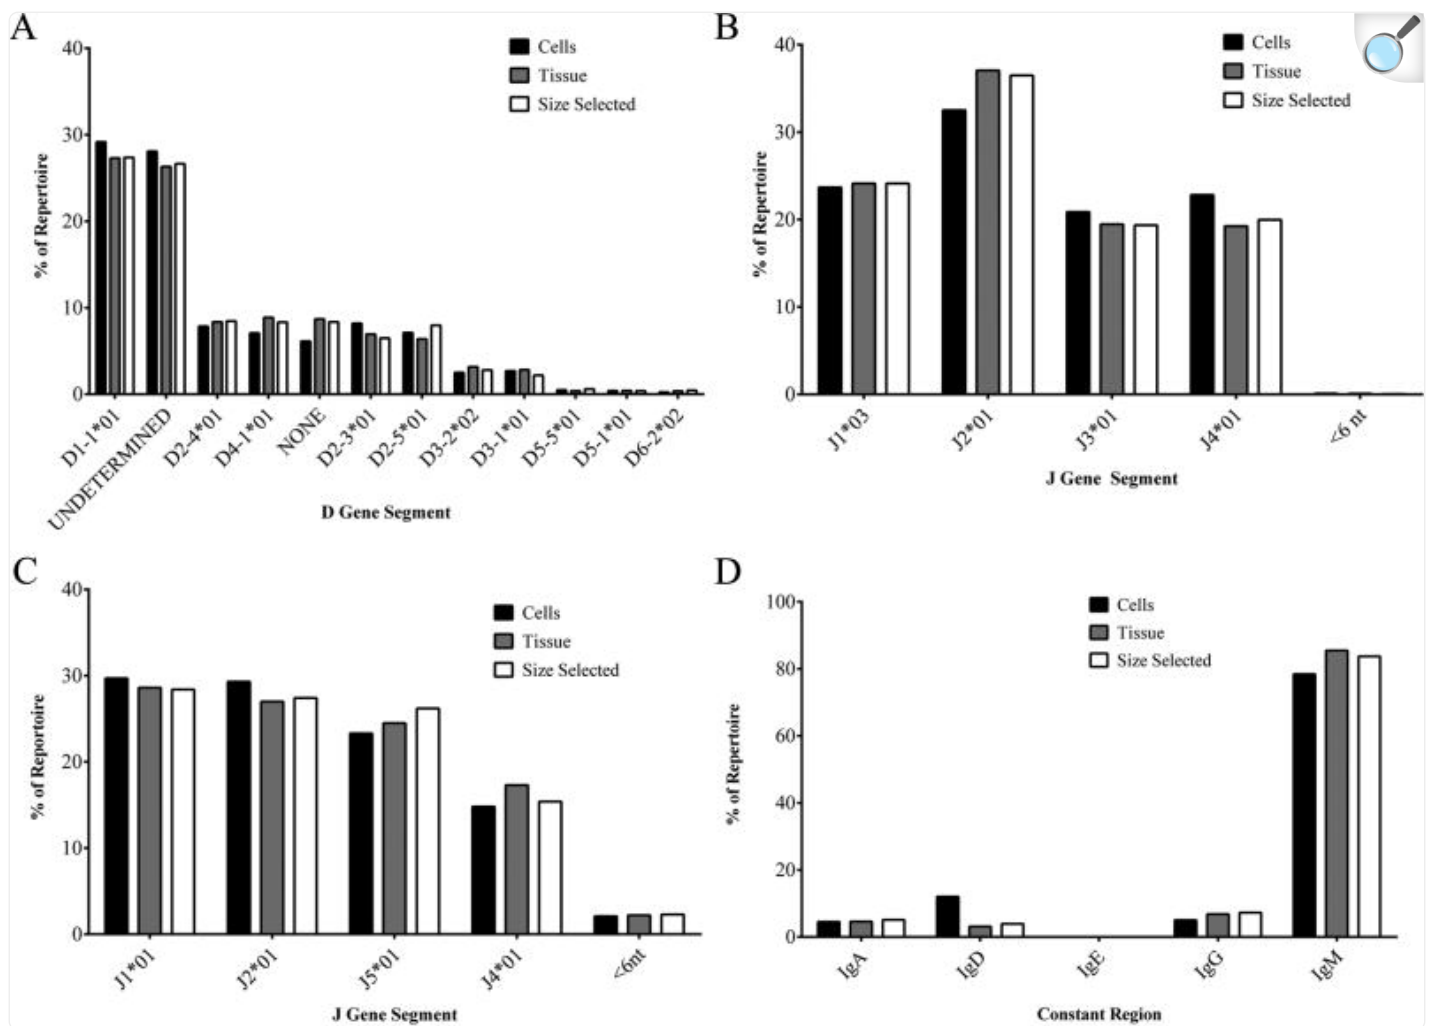 A
40
30
20
10
0
% of Repertoire
Cells
Tissue
Size Selected
D1-1*01
UNDETERMINED
D2-4*01
D4-1*01
NONE
D2-3*01
D2-5*01
D3-2*02
D3-1*01
D5-5*01
D5-1*01
D6-2*02
D Gene Segment
B
40
30
20
10
0
% of Repertoire
Cells
Tissue
Size Selected
J1*03
J2*01
J3*01
J4*01
<6 nt
J Gene Segment
C
40
30
20
10
0
% of Reportoire
Cells
Tissue
Size Selected
J1*01
J2*01
J5*01
J4*01
<6nt
J Gene Segment
D
100
80
60
40
20
0
% of Repertoire
Cells
Tissue
Size Selected
IgA
IgD
IgE
IgG
IgM
Constant Region